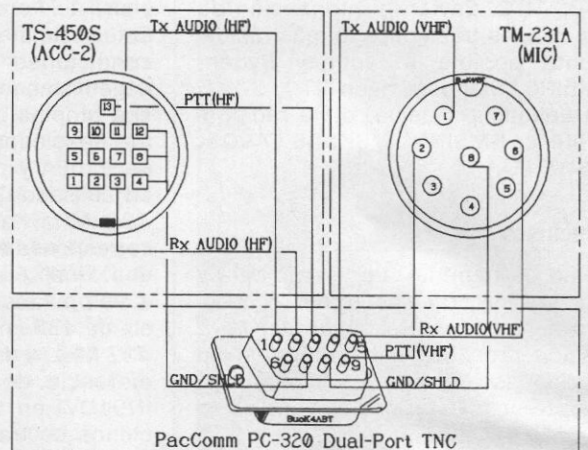 Tx AUDIO (HF)
Tx AUDIO (VHF)
TS-450S
(ACC-2)
TM-231A
(MIC)
PTT(HF)
13
9 10 11 12
5 6 7 8
1 2 3 4
1 7
2 8 6
3 5
4
Rx AUDIO (HF)
Rx AUDIO(VHF)
1 5
6 9
PTT(VHF)
GND/SHLD
GND/SHLD
BucK4ABT
PacComm PC-320 Dual-Port TNC